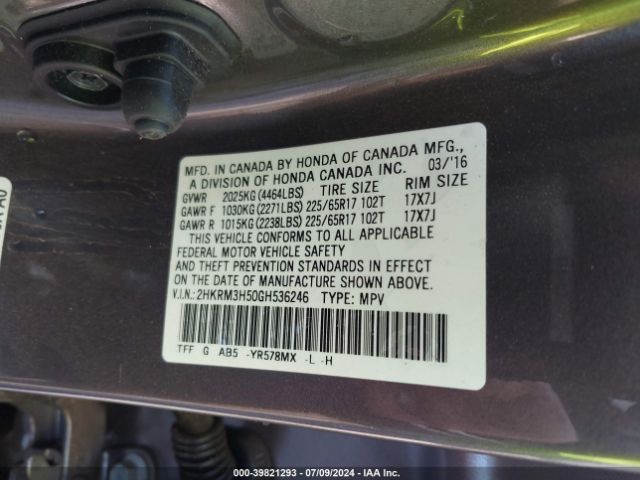 MFD. IN CANADA BY HONDA OF CANADA MFG.,
A DIVISION OF HONDA CANADA INC. 03/'16
GVWR 2025KG(4464LBS) TIRE SIZE RIM SIZE
GAWR F 1030KG(2271LBS) 225/65R17 102T 17X7J
GAWR R 1015KG(2238LBS) 225/65R17 102T 17X7J
THIS VEHICLE CONFORMS TO ALL APPLICABLE
FEDERAL MOTOR VEHICLE SAFETY
AND THEFT PREVENTION STANDARDS IN EFFECT
ON THE DATE OF MANUFACTURE SHOWN ABOVE.
V.I.N.: 2HKRM3H50GH536246 TYPE: MPV
TFF G AB5 -YR578MX -L -H
000-39821293 - 07/09/2024 - IAA Inc.